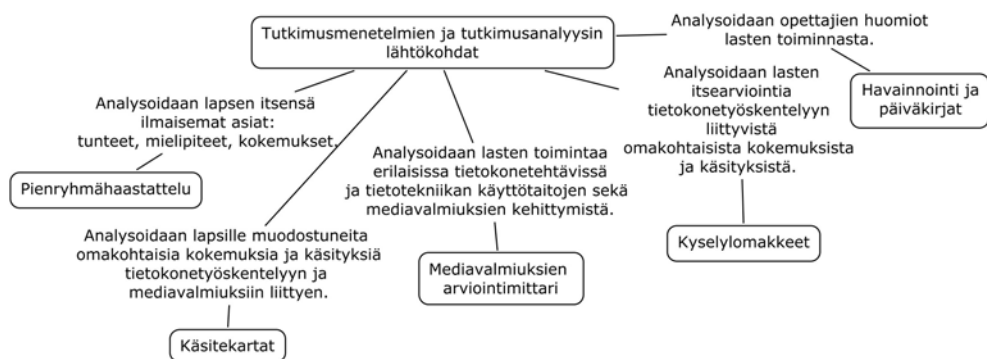 Tutkimusmenetelmien ja tutkimusanalyysin
lähtökohdat
Analysoidaan opettajien huomiot
lasten toiminnasta.
Havainnointi ja
päiväkirjat
Analysoidaan lapsen itsensä
ilmaisemat asiat:
tunteet, mielipiteet, kokemukset.
Pienryhmähaastattelu
Analysoidaan lapsille muodostuneita
omakohtaisia kokemuksia ja käsityksiä
tietokonetyöskentelyyn ja
mediavalmiuksiin liittyen.
Käsitekartat
Analysoidaan lasten toimintaa
erilaisissa tietokonetehtävissä
ja tietotekniikan käyttötaitojen sekä
mediavalmiuksien kehittymistä.
Mediavalmiuksien
arviointimittari
Analysoidaan lasten
itsearviointia
tietokonetyöskentelyyn
liittyvistä
omakohtaisista kokemuksista
ja käsityksistä.
Kyselylomakkeet